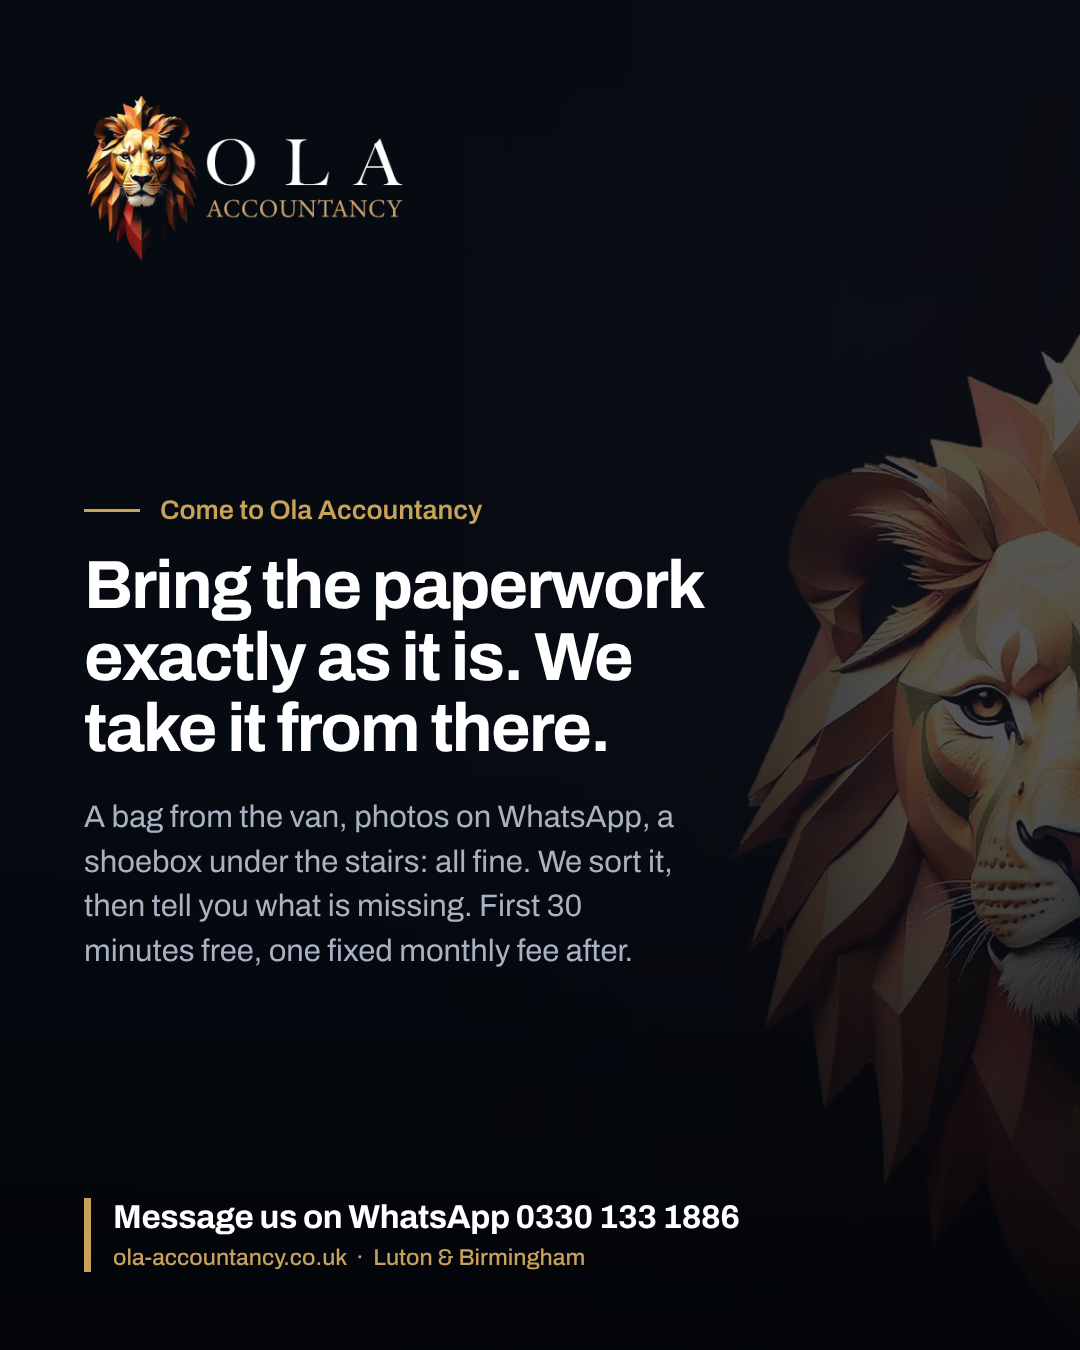 OLA
ACCOUNTANCY
Come to Ola Accountancy
Bring the paperwork
exactly as it is. We
take it from there.
A bag from the van, photos on WhatsApp, a
shoebox under the stairs: all fine. We sort it,
then tell you what is missing. First 30
minutes free, one fixed monthly fee after.
Message us on WhatsApp 0330 133 1886
ola-accountancy.co.uk · Luton & Birmingham